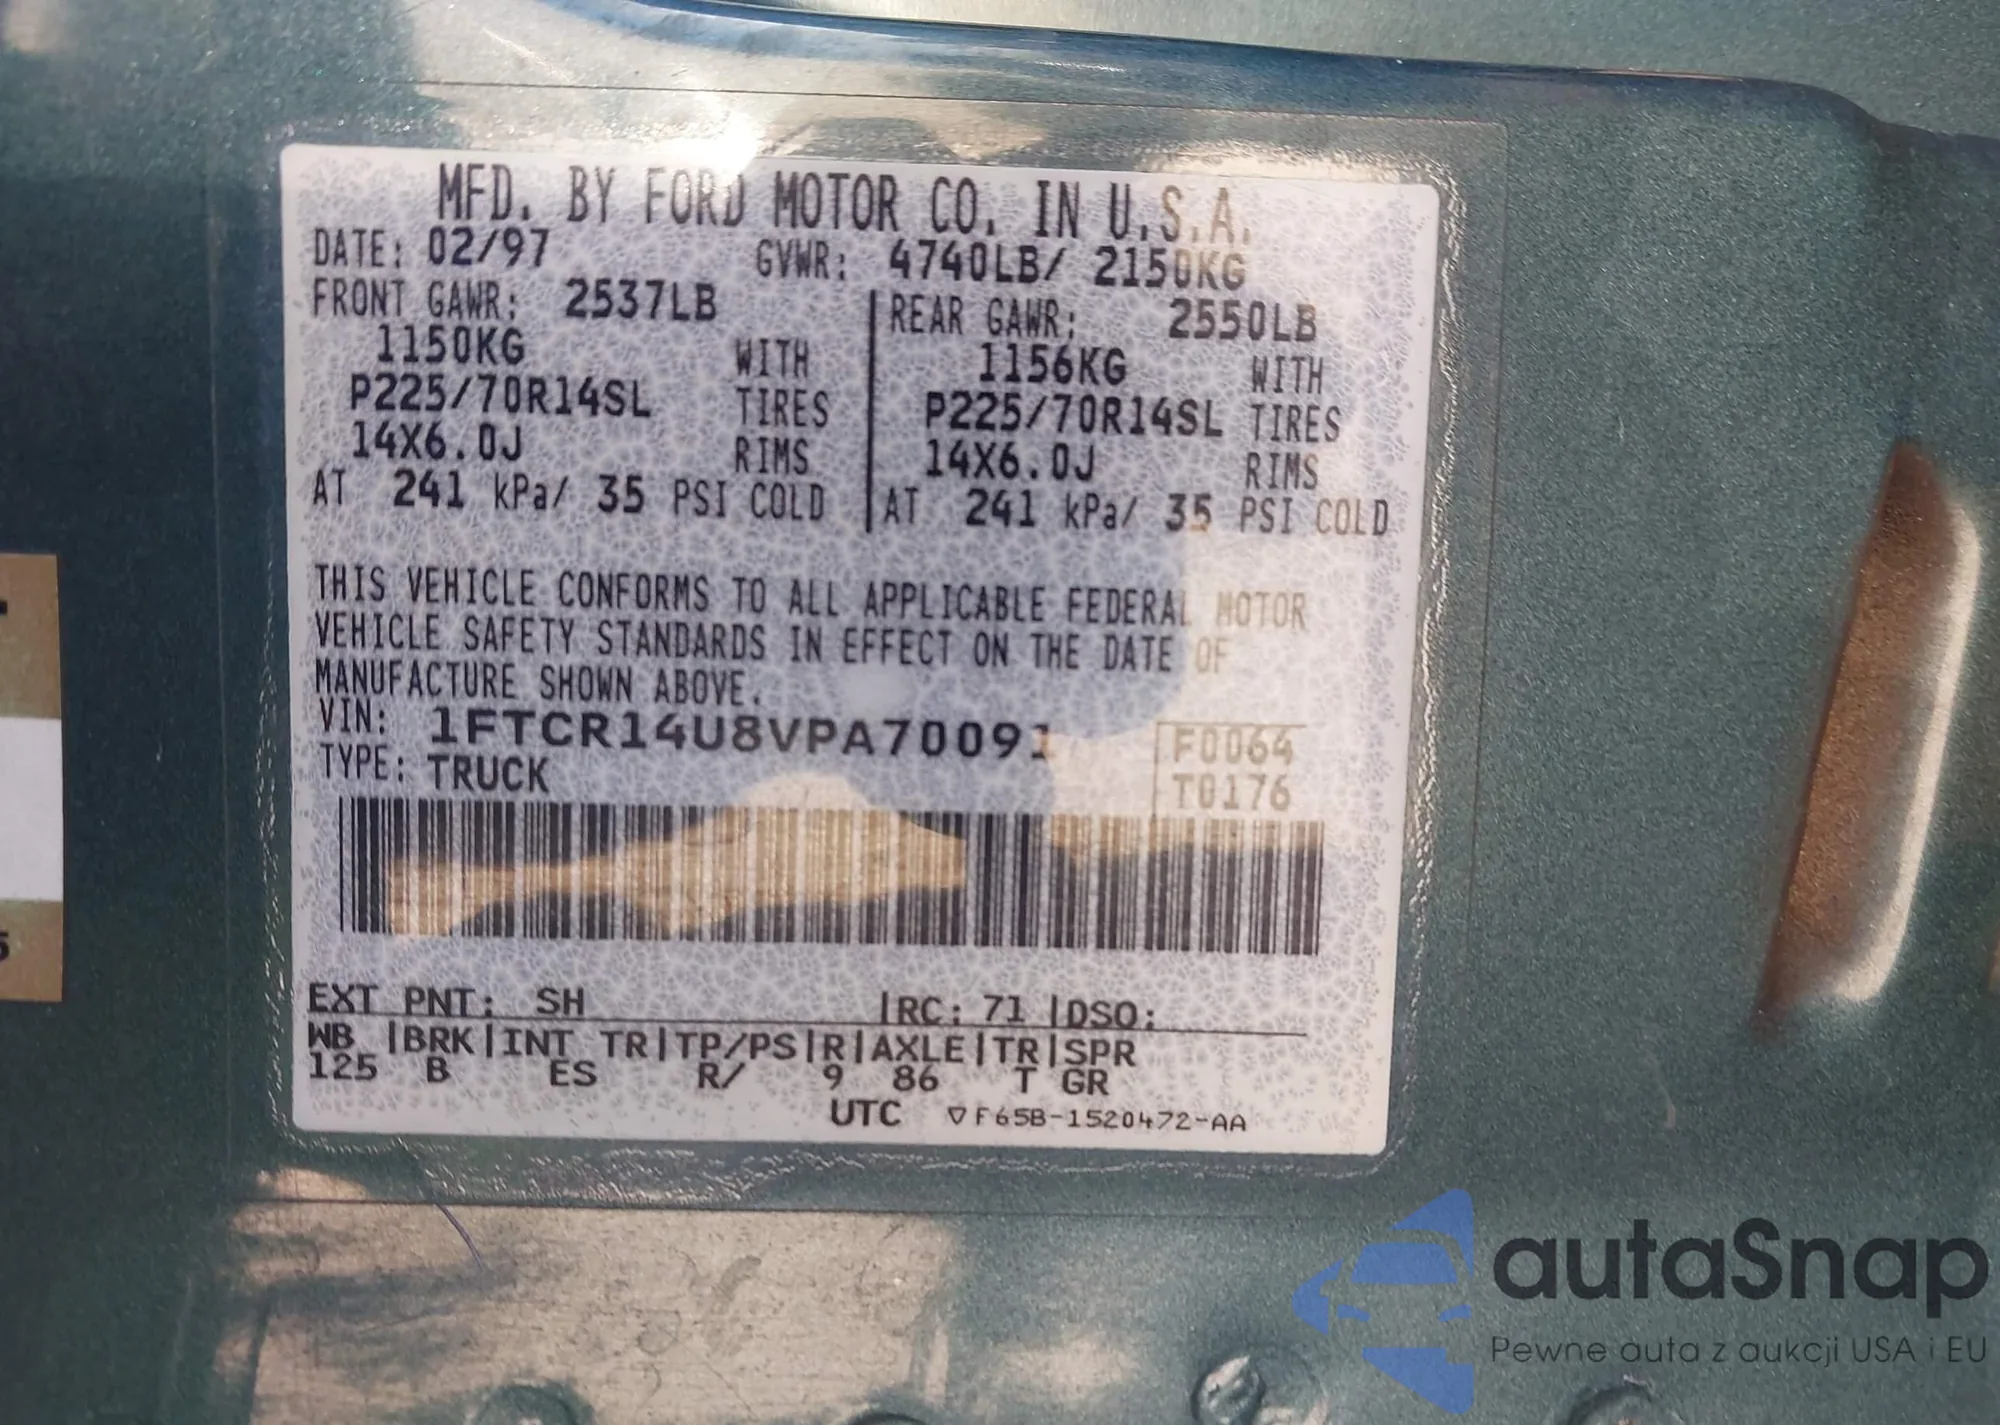 MFD. BY FORD MOTOR CO. IN U.S.A.
DATE: 02/97 GVWR: 4740LB/ 2150KG
FRONT GAWR: 2537LB
1150KG WITH
P225/70R14SL TIRES
14X6.0J RIMS
AT 241 kPa/ 35 PSI COLD
REAR GAWR: 2550LB
1156KG WITH
P225/70R14SL TIRES
14X6.0J RIMS
AT 241 kPa/ 35 PSI COLD
THIS VEHICLE CONFORMS TO ALL APPLICABLE FEDERAL MOTOR
VEHICLE SAFETY STANDARDS IN EFFECT ON THE DATE OF
MANUFACTURE SHOWN ABOVE.
VIN: 1FTCR14U8VPA70091
F0064
TYPE: TRUCK
T0176
EXT PNT: SH |RC: 71 |DSO:
WB |BRK|INT TR|TP/PS|R|AXLE|TR|SPR
125 B ES R/ 9 86 T GR
UTC ▽F65B-1520472-AA
5
autaSnap
Pewne auta z aukcji USA i EU